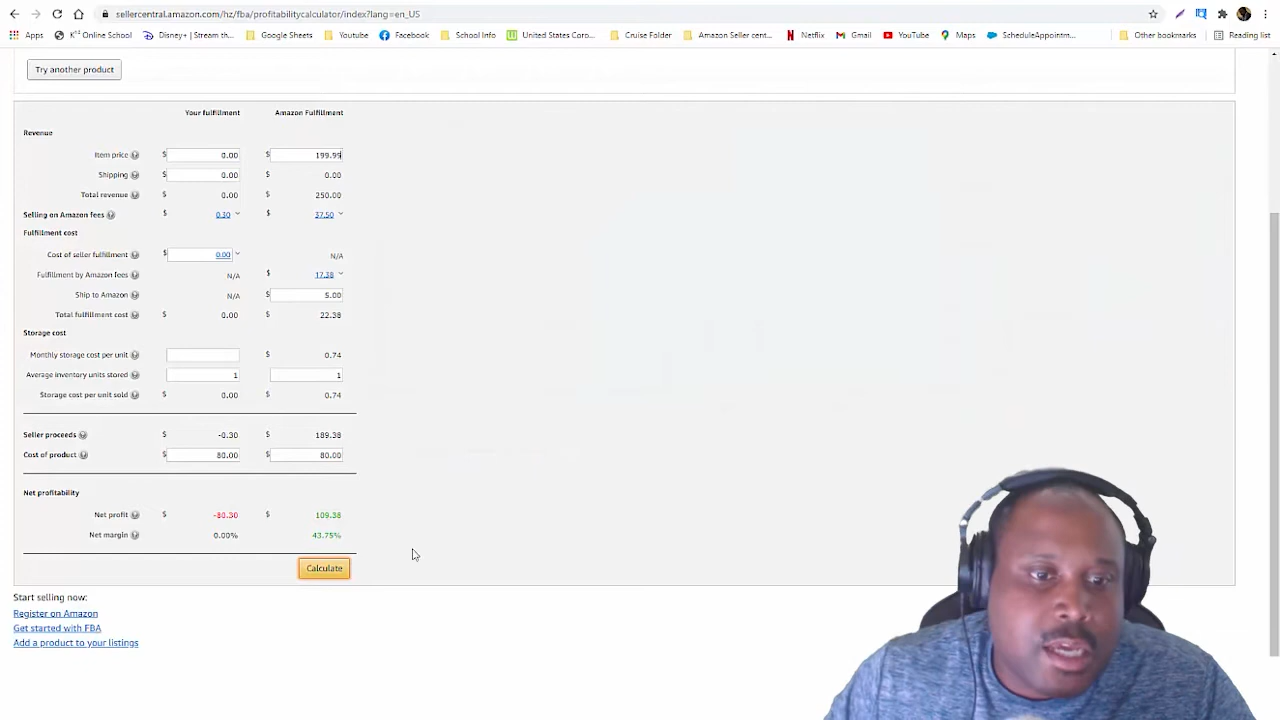 sellercentral.amazon.com/hz/fba/profitabilitycalculator/index?lang=en_US
Apps K¹² Online School Disney+ | Stream th... Google Sheets Youtube Facebook School Info United States Coro... Cruise Folder Amazon Seller cent... Netflix Gmail YouTube Maps ScheduleAppointm... Other bookmarks Reading list
Try another product
Your fulfillment Amazon Fulfillment
Revenue
Item price $ 0.00 $ 199.99
Shipping $ 0.00 $ 0.00
Total revenue $ 0.00 $ 250.00
Selling on Amazon fees $ 0.30 $ 37.50
Fulfillment cost
Cost of seller fulfillment $ 0.00 N/A
Fulfillment by Amazon fees N/A $ 17.38
Ship to Amazon N/A $ 5.00
Total fulfillment cost $ 0.00 $ 22.38
Storage cost
Monthly storage cost per unit $ 0.74
Average inventory units stored 1 1
Storage cost per unit sold $ 0.00 $ 0.74
Seller proceeds $ -0.30 $ 189.38
Cost of product $ 80.00 $ 80.00
Net profitability
Net profit $ -80.30 $ 109.38
Net margin 0.00% 43.75%
Calculate
Start selling now:
Register on Amazon
Get started with FBA
Add a product to your listings